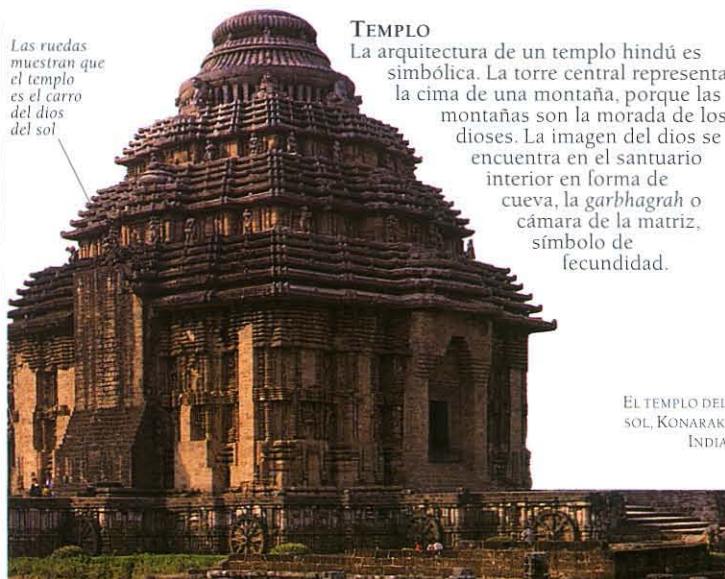 Las ruedas
muestran que
el templo
es el carro
del dios
del sol
TEMPLO
La arquitectura de un templo hindú es
simbólica. La torre central representa
la cima de una montaña, porque las
montañas son la morada de los
dioses. La imagen del dios se
encuentra en el santuario
interior en forma de
cueva, la garbhagrah o
cámara de la matriz,
símbolo de
fecundidad.
EL TEMPLO DEL
SOL, KONARAK
INDIA